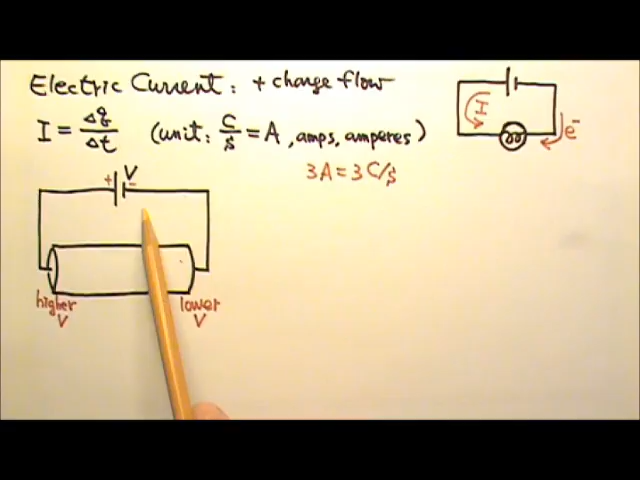 Electric Current: + charge flow
I = Δq/Δt (unit: C/s = A, amps, amperes)
3A = 3 C/s
I
e⁻
+ V -
higher V
lower V